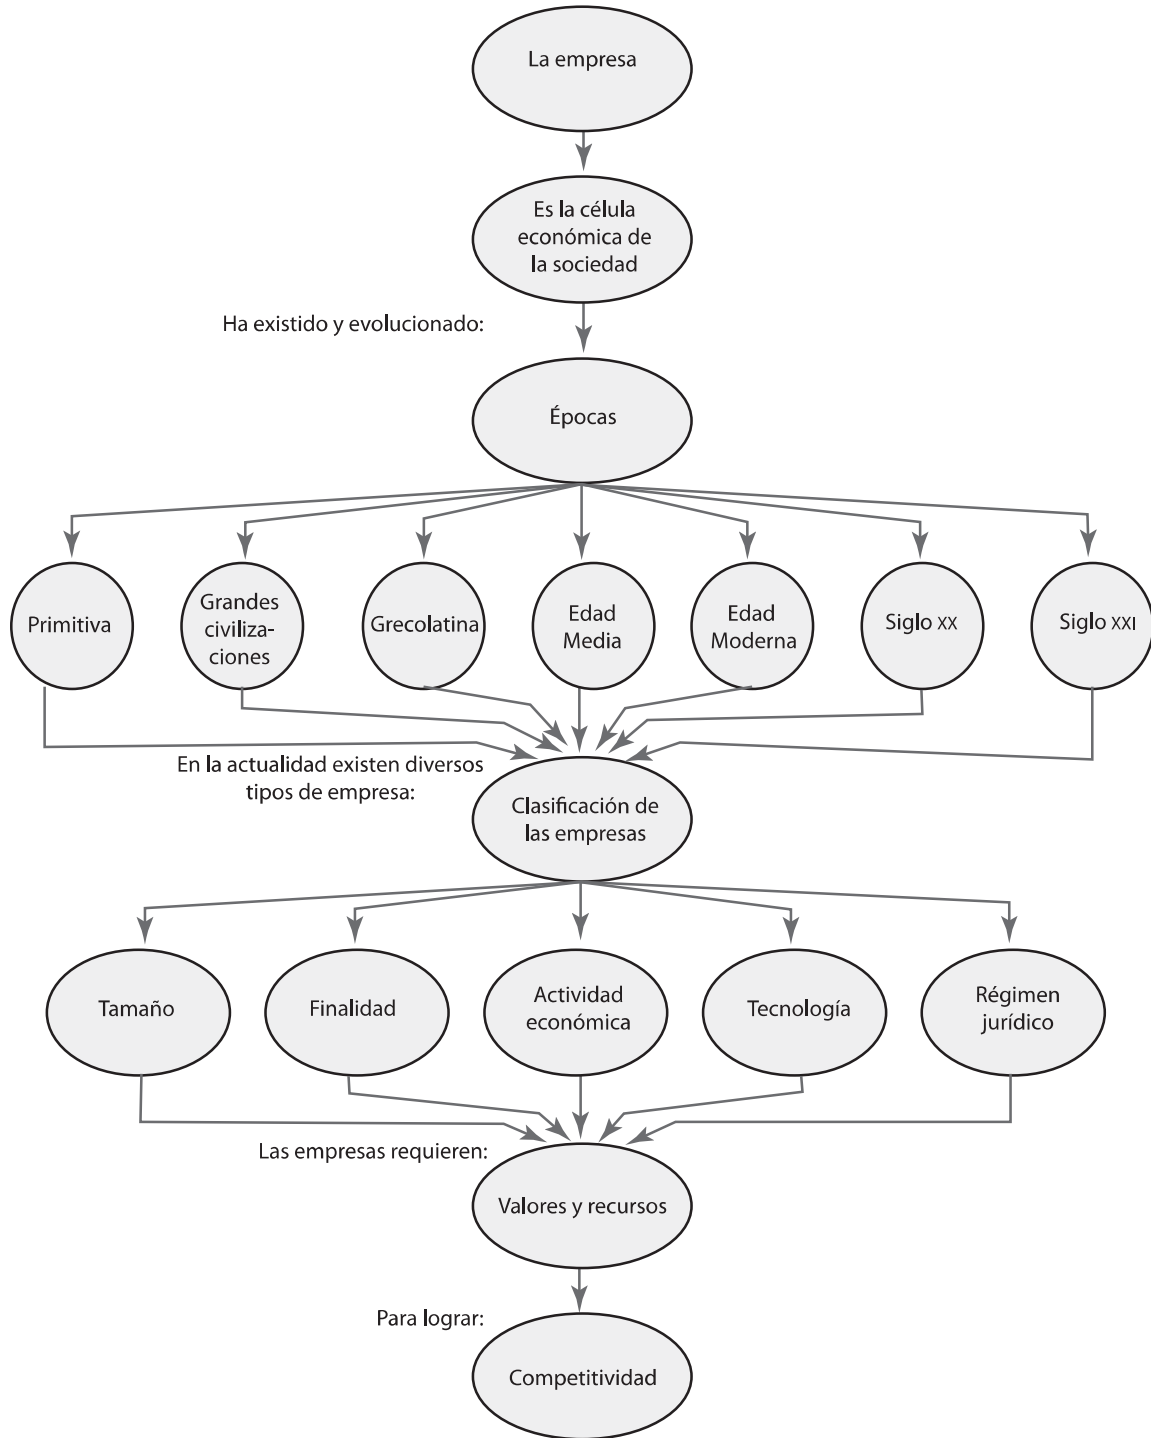 La empresa
Es la célula
económica de
la sociedad
Ha existido y evolucionado:
Épocas
Primitiva
Grandes
civiliza-
ciones
Grecolatina
Edad
Media
Edad
Moderna
Siglo XX
Siglo XXI
En la actualidad existen diversos
tipos de empresa:
Clasificación de
las empresas
Tamaño
Finalidad
Actividad
económica
Tecnología
Régimen
jurídico
Las empresas requieren:
Valores y recursos
Para lograr:
Competitividad